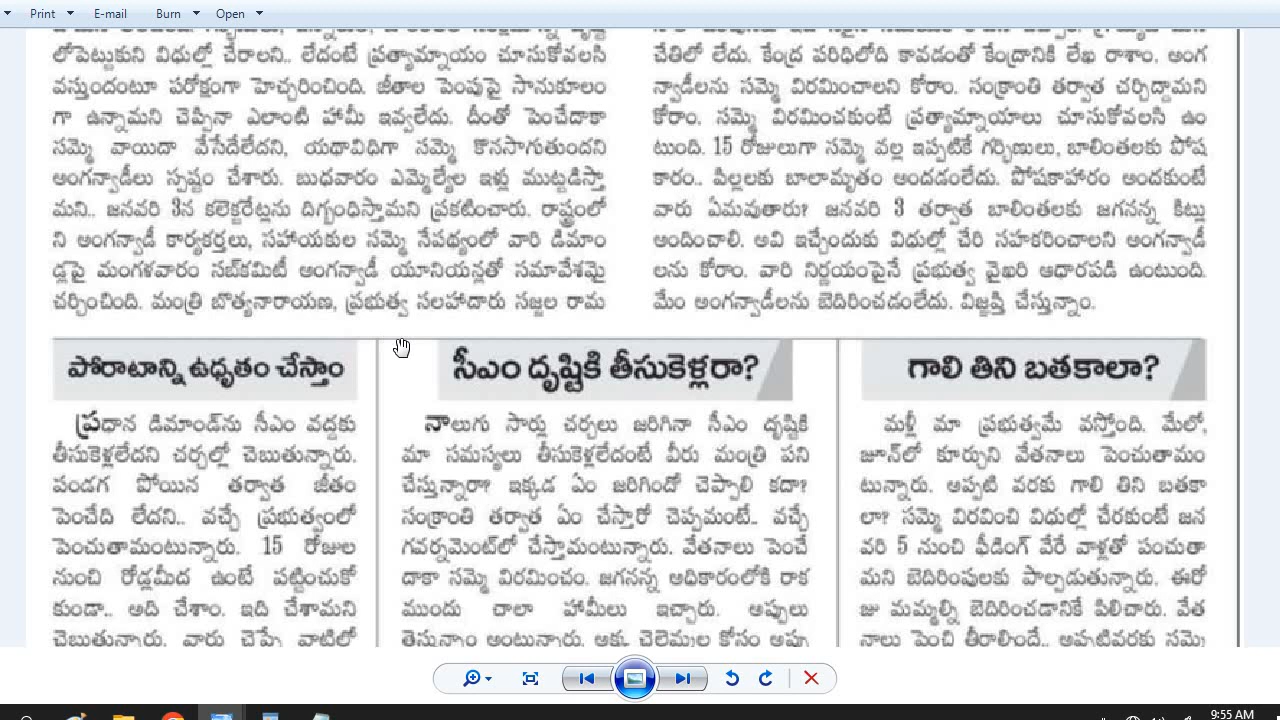 Print E-mail Burn Open
లోపెట్టుకుని విధుల్లో చేరాలని.. లేదంటే ప్రత్యామ్నాయం చూసుకోవలసి
వస్తుందంటూ పరోక్షంగా హెచ్చరించింది. జీతాల పెంపుపై సానుకూలం
గా ఉన్నామని చెప్పినా ఎలాంటి హామీ ఇవ్వలేదు. దీంతో పెంచేదాకా
సమ్మె వాయిదా వేసేదేలేదని, యథావిధిగా సమ్మె కొనసాగుతుందని
అంగన్వాడీలు స్పష్టం చేశారు. బుధవారం ఎమ్మెల్యేల ఇళ్లు ముట్టడిస్తా
మని.. జనవరి 3న కలెక్టరేట్లను దిగ్బంధిస్తామని ప్రకటించారు. రాష్ట్రంలో
ని అంగన్వాడీ కార్యకర్తలు, సహాయకుల సమ్మె నేపథ్యంలో వారి డిమాం
డ్లపై మంగళవారం సబ్‌కమిటీ అంగన్వాడీ యూనియన్లతో సమావేశమై
చర్చించింది. మంత్రి బొత్యనారాయణ, ప్రభుత్వ సలహాదారు సజ్జల రామ
చేతిలో లేదు. కేంద్ర పరిధిలోది కావడంతో కేంద్రానికి లేఖ రాశాం. అంగ
న్వాడీలను సమ్మె విరమించాలని కోరాం. సంక్రాంతి తర్వాత చర్చిద్దామని
కోరాం. సమ్మె విరమించకుంటే ప్రత్యామ్నాయాలు చూసుకోవలసి ఉం
టుంది. 15 రోజులుగా సమ్మె వల్ల ఇప్పటికే గర్భిణులు, బాలింతలకు పోష
కారం.. పిల్లలకు బాలామృతం అందడంలేదు. పోషకాహారం అందకుంటే
వారు ఏమవుతారు? జనవరి 3 తర్వాత బాలింతలకు జగనన్న కిట్లు
అందించాలి. అవి ఇచ్చేందుకు విధుల్లో చేరి సహకరించాలని అంగన్వాడీ
లను కోరాం. వారి నిర్ణయంపైనే ప్రభుత్వ వైఖరి ఆధారపడి ఉంటుంది.
మేం అంగన్వాడీలను బెదిరించడంలేదు. విజ్ఞప్తి చేస్తున్నాం.
పోరాటాన్ని ఉధృతం చేస్తాం
ప్రధాన డిమాండ్‌ను సీఎం వద్దకు
తీసుకెళ్లలేదని చర్చల్లో చెబుతున్నారు.
పండగ పోయిన తర్వాత జీతం
పెంచేది లేదని.. వచ్చే ప్రభుత్వంలో
పెంచుతామంటున్నారు. 15 రోజుల
నుంచి రోడ్లమీద ఉంటే పట్టించుకో
కుండా.. అది చేశాం. ఇది చేశామని
చెబుతున్నారు. వారు చెప్పే వాటిలో
సీఎం దృష్టికి తీసుకెళ్లరా?
నాలుగు సార్లు చర్చలు జరిగినా సీఎం దృష్టికి
మా సమస్యలు తీసుకెళ్లలేదంటే వీరు మంత్రి పని
చేస్తున్నారా? ఇక్కడ ఏం జరిగిందో చెప్పాలి కదా?
సంక్రాంతి తర్వాత ఏం చేస్తారో చెప్పమంటే.. వచ్చే
గవర్నమెంట్‌లో చేస్తామంటున్నారు. వేతనాలు పెంచే
దాకా సమ్మె విరమించం. జగనన్న అధికారంలోకి రాక
ముందు చాలా హామీలు ఇచ్చారు. అప్పులు
తెస్తున్నాం అంటున్నారు. అక్క చెల్లెమ్మల కోసం అప్పు
గాలి తిని బతకాలా?
మళ్లీ మా ప్రభుత్వమే వస్తోంది. మేలో,
జూన్‌లో కూర్చుని వేతనాలు పెంచుతామం
టున్నారు. అప్పటి వరకు గాలి తిని బతకా
లా? సమ్మె విరవించి విధుల్లో చేరకుంటే జన
వరి 5 నుంచి ఫీడింగ్ వేరే వాళ్లతో పంచుతా
మని బెదిరింపులకు పాల్పడుతున్నారు. ఈరో
జు మమ్మల్ని బెదిరించడానికే పిలిచారు. వేత
నాలు పెంచి తీరాలిందే.. అప్పటివరకు సమ్మె
9:55 AM